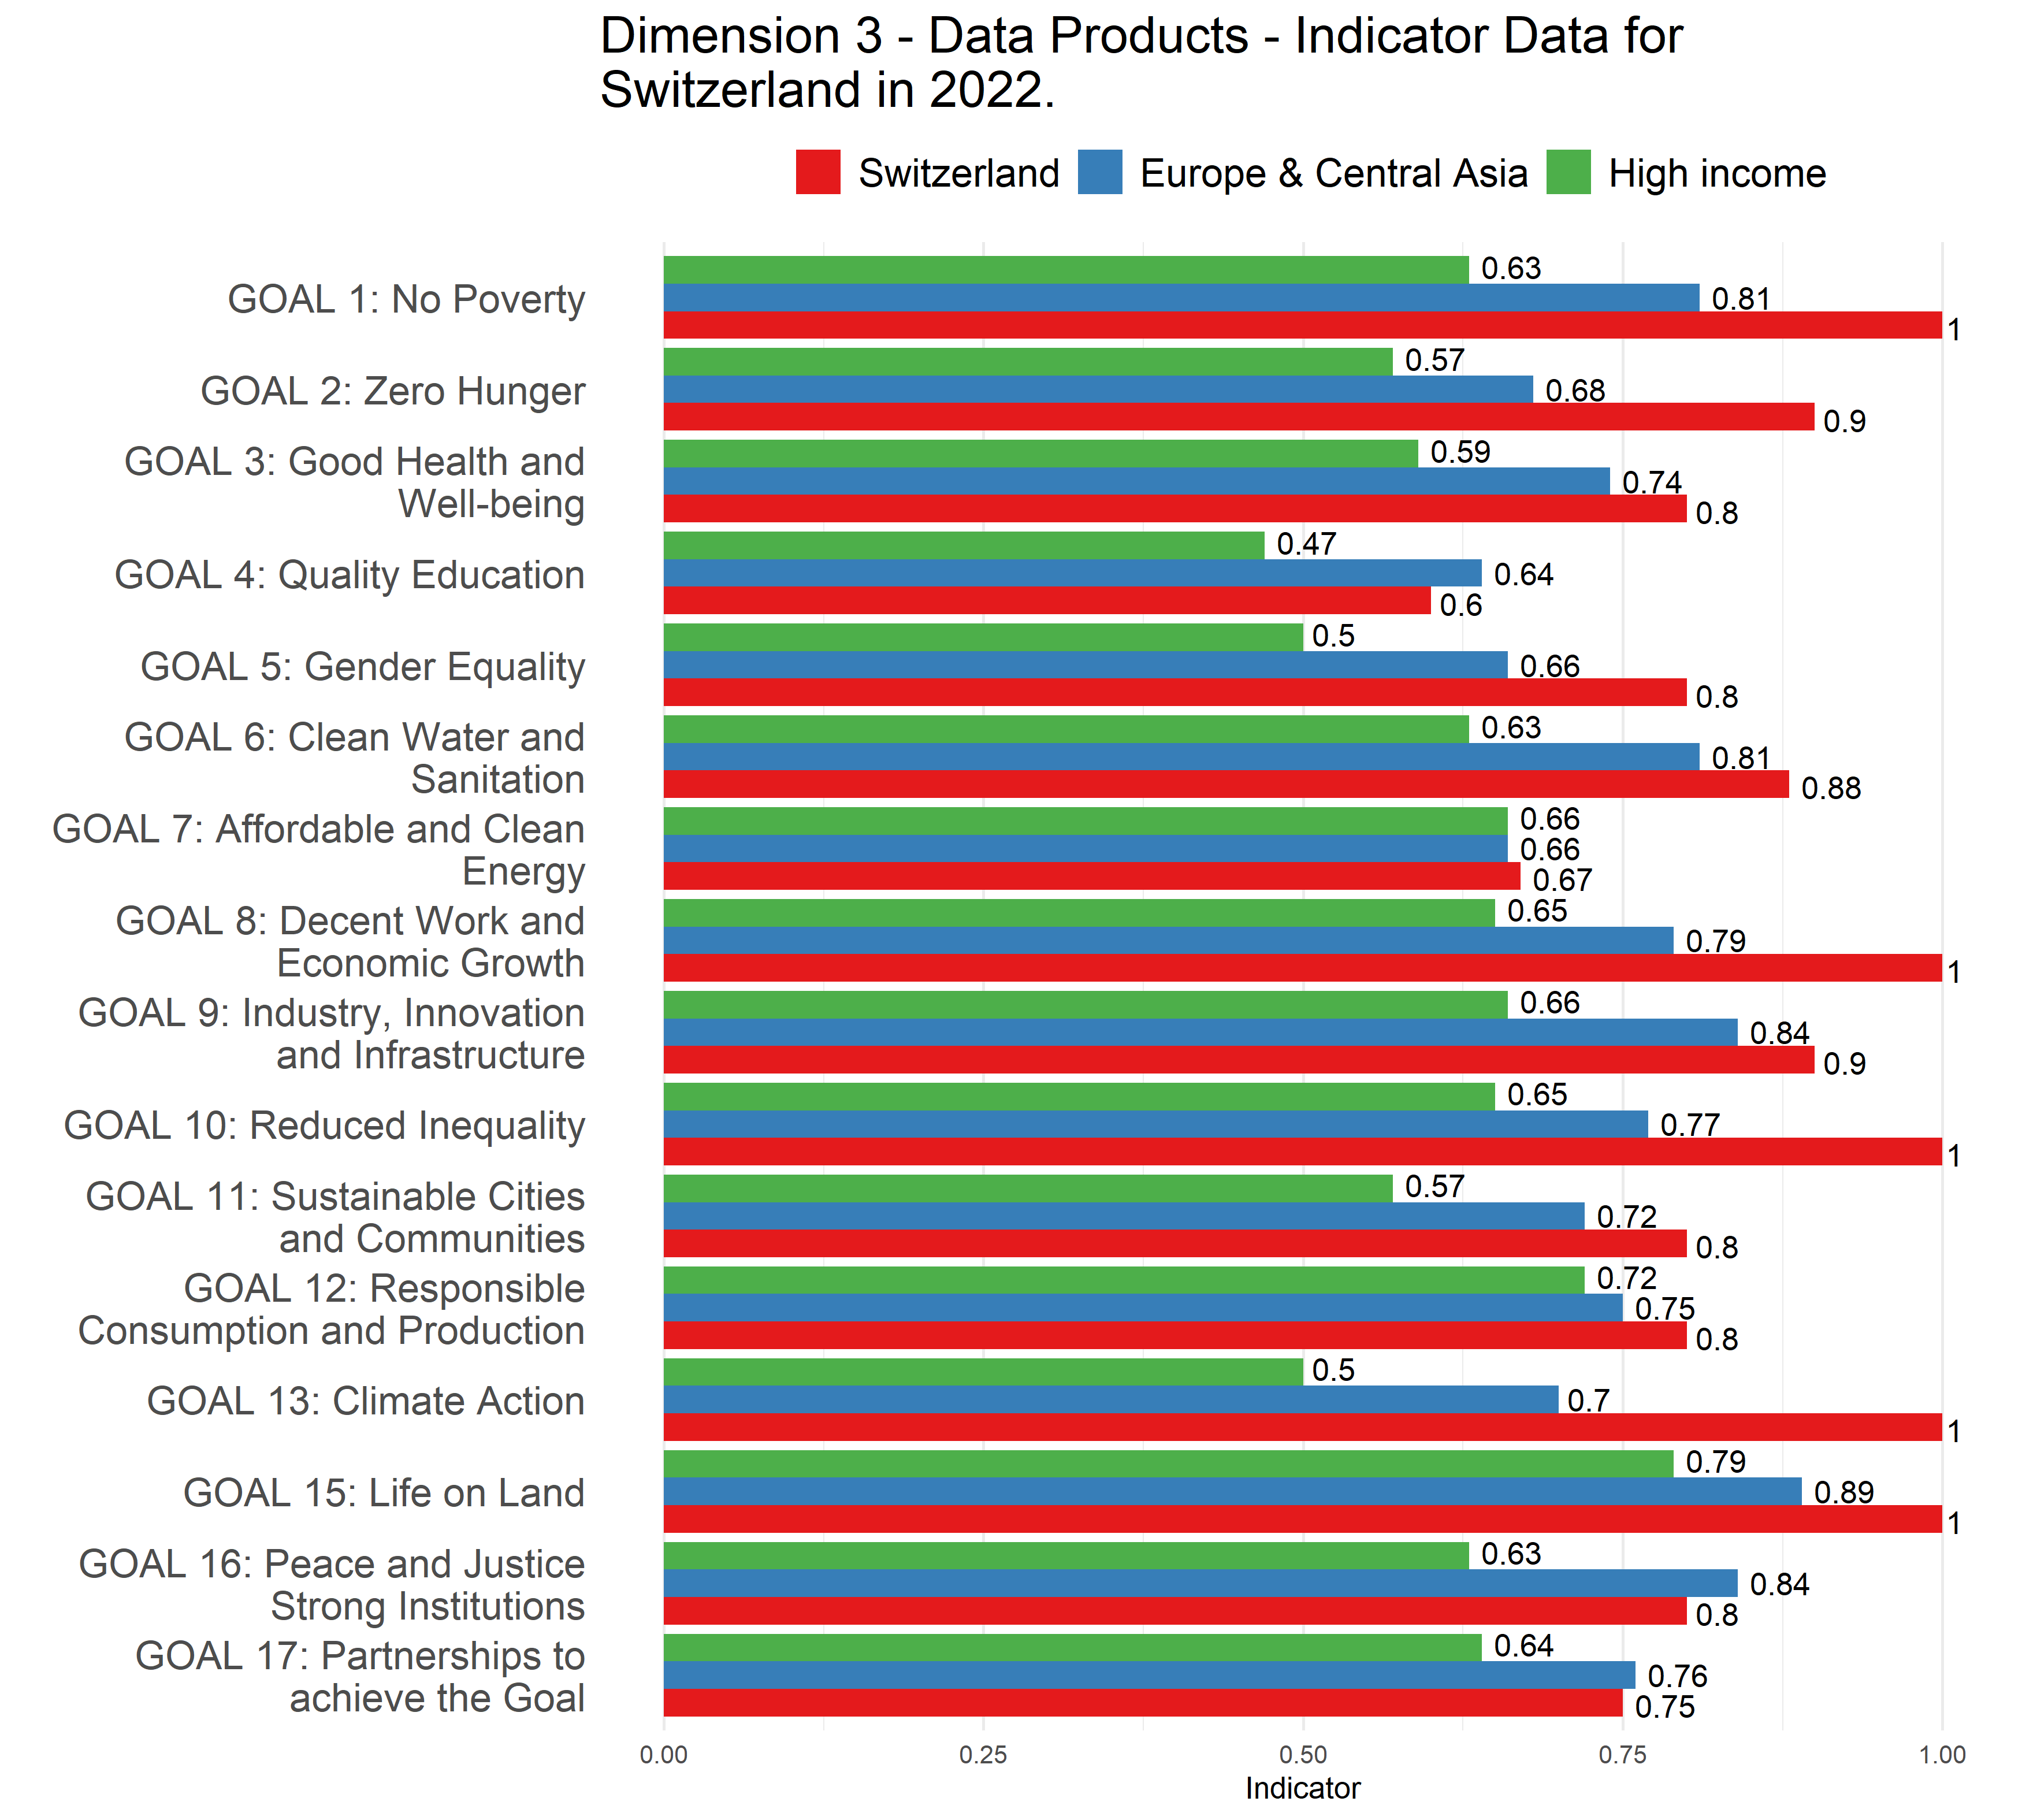 Dimension 3 - Data Products - Indicator Data for
Switzerland in 2022.
Switzerland Europe & Central Asia High income
GOAL 1: No Poverty
0.63
0.81
1
GOAL 2: Zero Hunger
0.57
0.68
0.9
GOAL 3: Good Health and
Well-being
0.59
0.74
0.8
GOAL 4: Quality Education
0.47
0.64
0.6
GOAL 5: Gender Equality
0.5
0.66
0.8
GOAL 6: Clean Water and
Sanitation
0.63
0.81
0.88
GOAL 7: Affordable and Clean
Energy
0.66
0.66
0.67
GOAL 8: Decent Work and
Economic Growth
0.65
0.79
1
GOAL 9: Industry, Innovation
and Infrastructure
0.66
0.84
0.9
GOAL 10: Reduced Inequality
0.65
0.77
1
GOAL 11: Sustainable Cities
and Communities
0.57
0.72
0.8
GOAL 12: Responsible
Consumption and Production
0.72
0.75
0.8
GOAL 13: Climate Action
0.5
0.7
1
GOAL 15: Life on Land
0.79
0.89
1
GOAL 16: Peace and Justice
Strong Institutions
0.63
0.84
0.8
GOAL 17: Partnerships to
achieve the Goal
0.64
0.76
0.75
0.00 0.25 0.50 0.75 1.00
Indicator